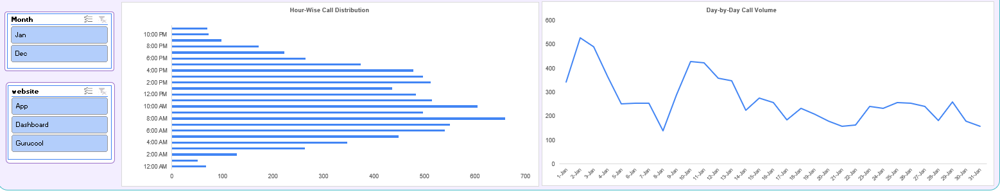 Month
Jan
Dec
website
App
Dashboard
Gurucool
Hour-Wise Call Distribution
10:00 PM
8:00 PM
6:00 PM
4:00 PM
2:00 PM
12:00 PM
10:00 AM
8:00 AM
6:00 AM
4:00 AM
2:00 AM
12:00 AM
0 100 200 300 400 500 600 700
Day-by-Day Call Volume
600
500
400
300
200
100
0
1-Jan 2-Jan 3-Jan 4-Jan 5-Jan 6-Jan 7-Jan 8-Jan 9-Jan 10-Jan 11-Jan 12-Jan 13-Jan 14-Jan 15-Jan 16-Jan 17-Jan 18-Jan 19-Jan 20-Jan 21-Jan 22-Jan 23-Jan 24-Jan 25-Jan 26-Jan 27-Jan 28-Jan 29-Jan 30-Jan 31-Jan